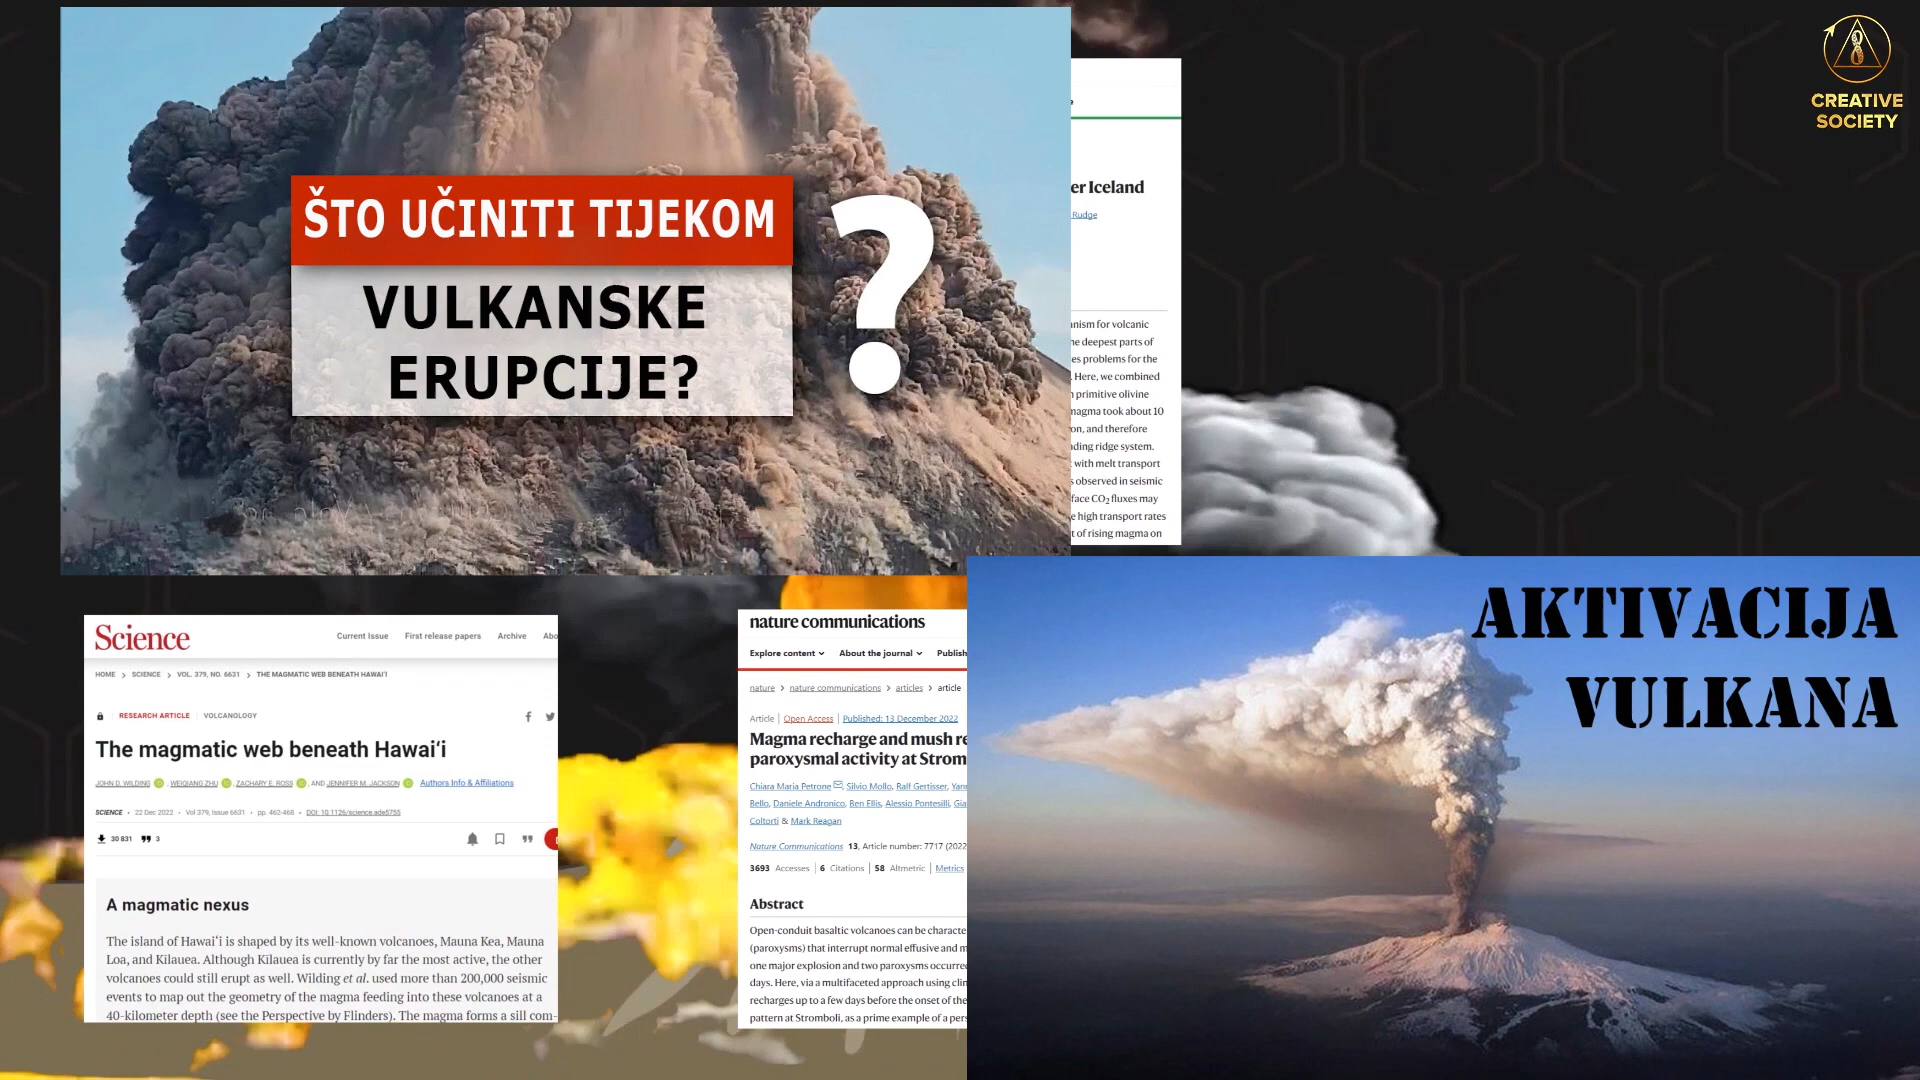 ŠTO UČINITI TIJEKOM
VULKANSKE
ERUPCIJE?
?
CREATIVE
SOCIETY
er Iceland
Rudge
anism for volcanic
he deepest parts of
es problems for the
. Here, we combined
n primitive olivine
magma took about 10
on, and therefore
ding ridge system.
with melt transport
s observed in seismic
face CO2 fluxes may
e high transport rates
t of rising magma on
AKTIVACIJA
VULKANA
Science
Current Issue First release papers Archive Abo
HOME > SCIENCE > VOL. 379, NO. 6631 > THE MAGMATIC WEB BENEATH HAWAI‘I
RESEARCH ARTICLE | VOLCANOLOGY
The magmatic web beneath Hawai‘i
JOHN D. WILDING, WEIQIANG ZHU, ZACHARY E. ROSS, AND JENNIFER M. JACKSON Authors Info & Affiliations
SCIENCE • 22 Dec 2022 • Vol 379, Issue 6631 • pp. 462-468 • DOI: 10.1126/science.ade5755
30 831 3
A magmatic nexus
The island of Hawai‘i is shaped by its well-known volcanoes, Mauna Kea, Mauna
Loa, and Kilauea. Although Kilauea is currently by far the most active, the other
volcanoes could still erupt as well. Wilding et al. used more than 200,000 seismic
events to map out the geometry of the magma feeding into these volcanoes at a
40-kilometer depth (see the Perspective by Flinders). The magma forms a sill com-
nature communications
Explore content About the journal Publish
nature > nature communications > articles > article
Article | Open Access | Published: 13 December 2022
Magma recharge and mush re
paroxysmal activity at Strom
Chiara Maria Petrone, Silvio Mollo, Ralf Gertisser, Yann
Bello, Daniele Andronico, Ben Ellis, Alessio Pontesilli, Gia
Coltorti & Mark Reagan
Nature Communications 13, Article number: 7717 (2022
3693 Accesses | 6 Citations | 58 Altmetric | Metrics
Abstract
Open-conduit basaltic volcanoes can be characte
(paroxysms) that interrupt normal effusive and m
one major explosion and two paroxysms occurre
days. Here, via a multifaceted approach using clin
recharges up to a few days before the onset of the
pattern at Stromboli, as a prime example of a pers